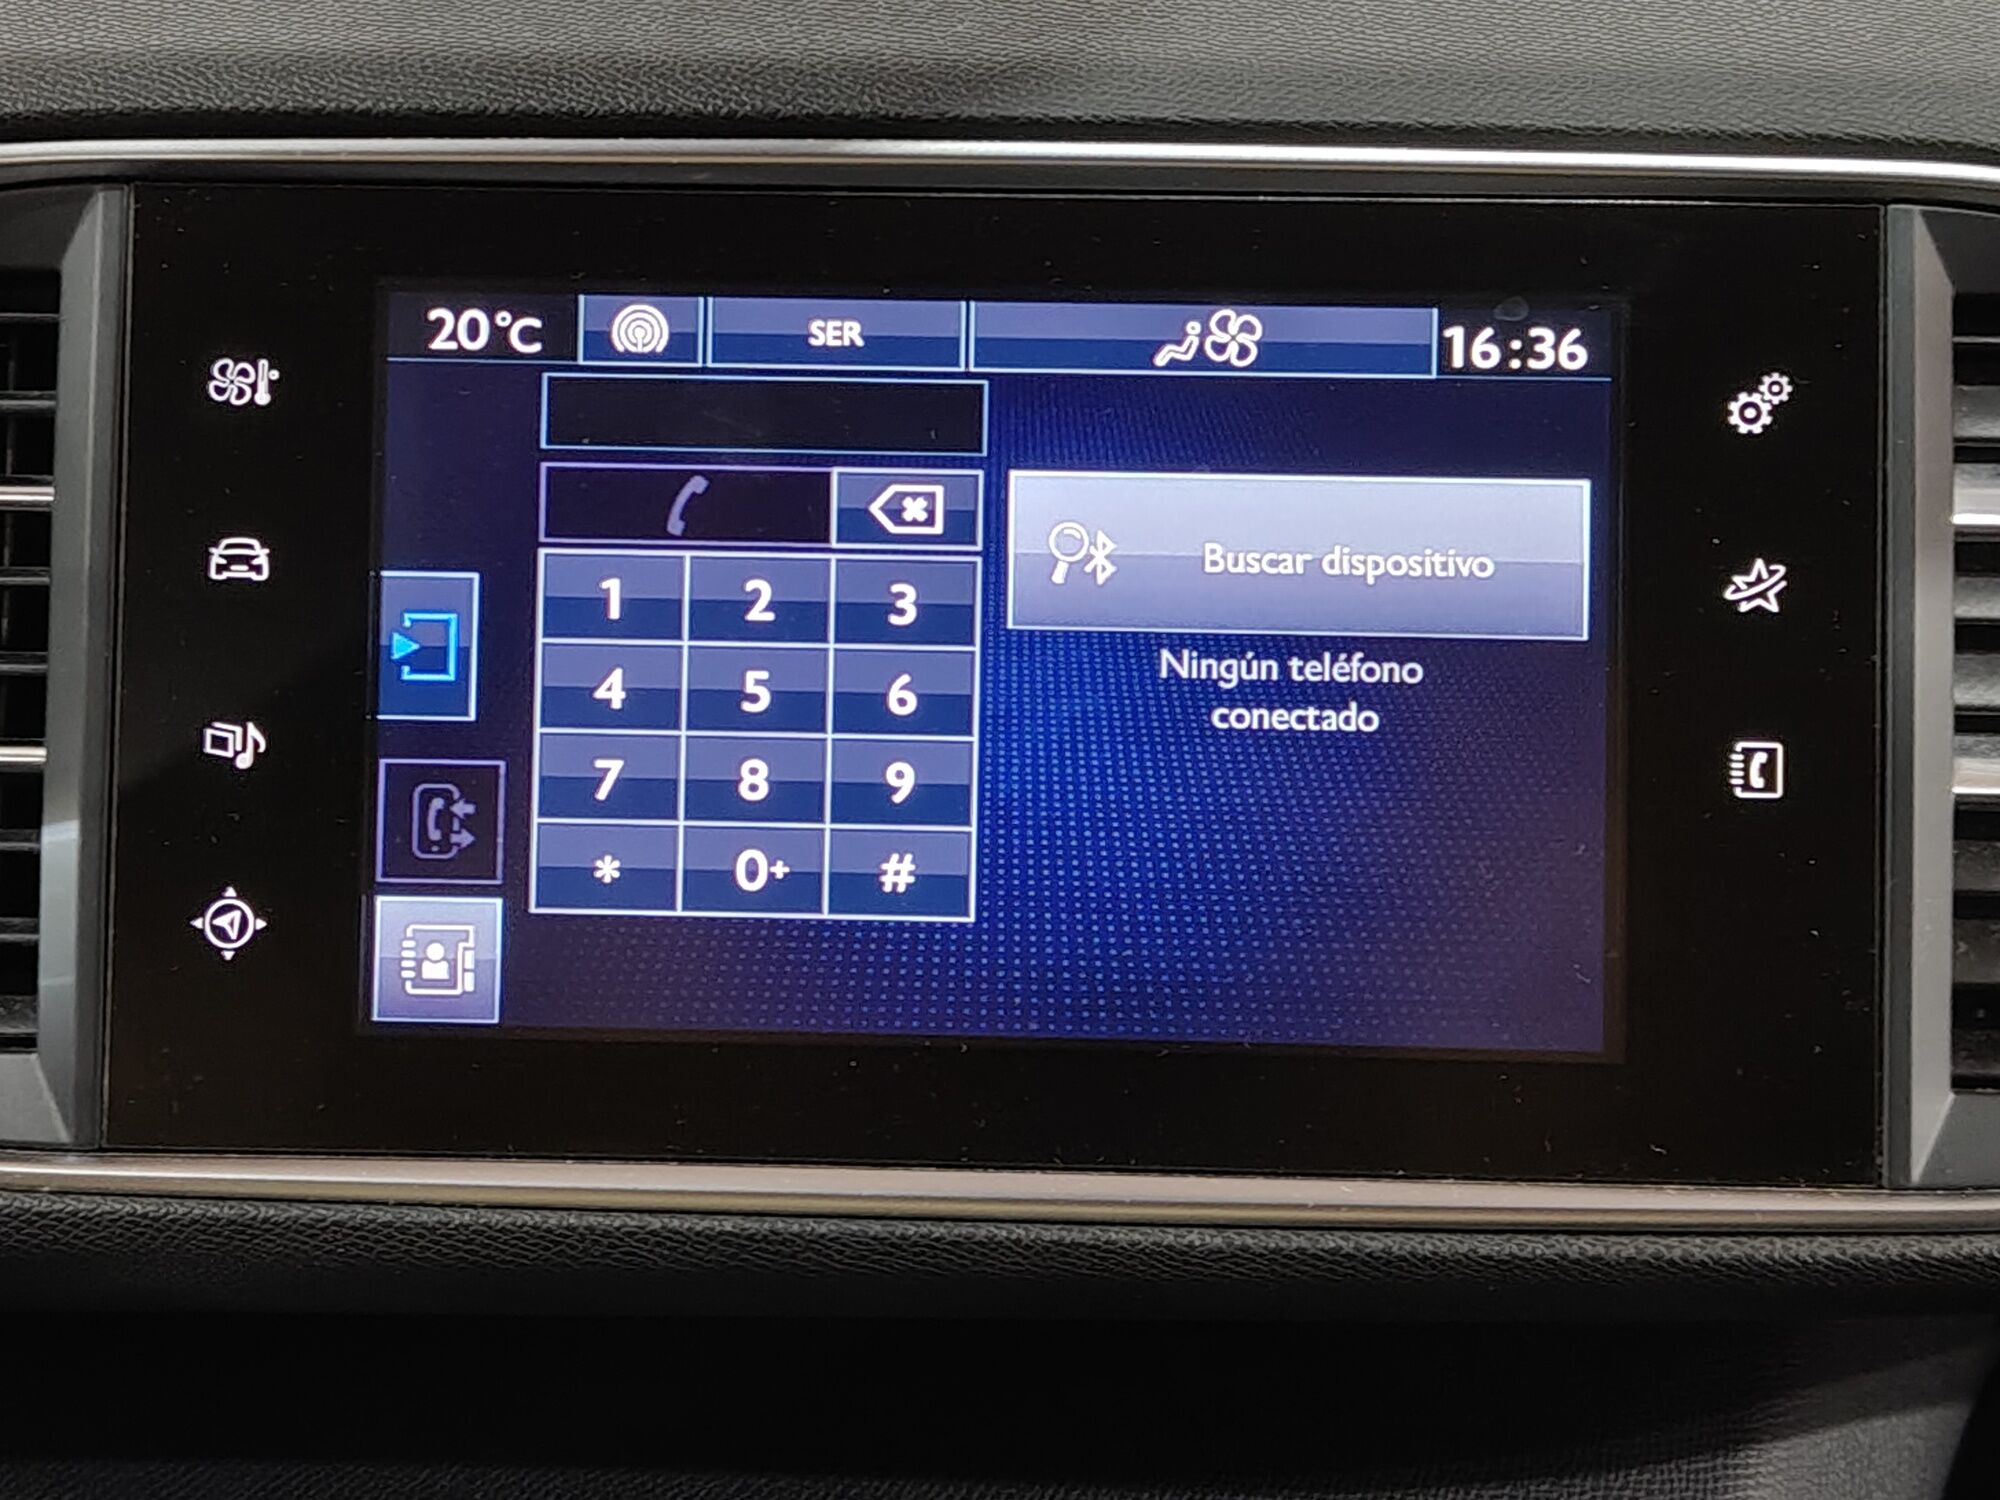 20°C
SER
16:36
Buscar dispositivo
Ningún teléfono
conectado
1 2 3
4 5 6
7 8 9
* 0+ #